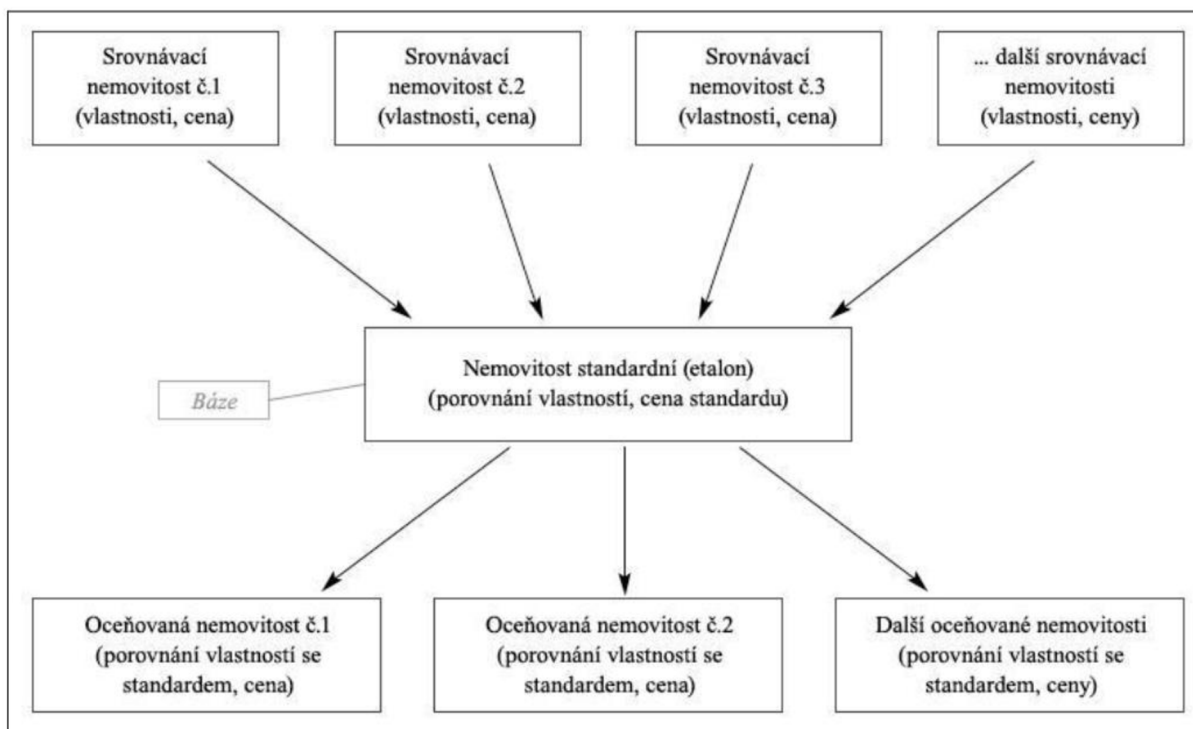 Srovnávací
nemovitost č.1
(vlastnosti, cena)
Srovnávací
nemovitost č.2
(vlastnosti, cena)
Srovnávací
nemovitost č.3
(vlastnosti, cena)
... další srovnávací
nemovitosti
(vlastnosti, ceny)
Nemovitost standardní (etalon)
(porovnání vlastností, cena standardu)
Báze
Oceňovaná nemovitost č.1
(porovnání vlastností se
standardem, cena)
Oceňovaná nemovitost č.2
(porovnání vlastností se
standardem, cena)
Další oceňované nemovitosti
(porovnání vlastností se
standardem, ceny)